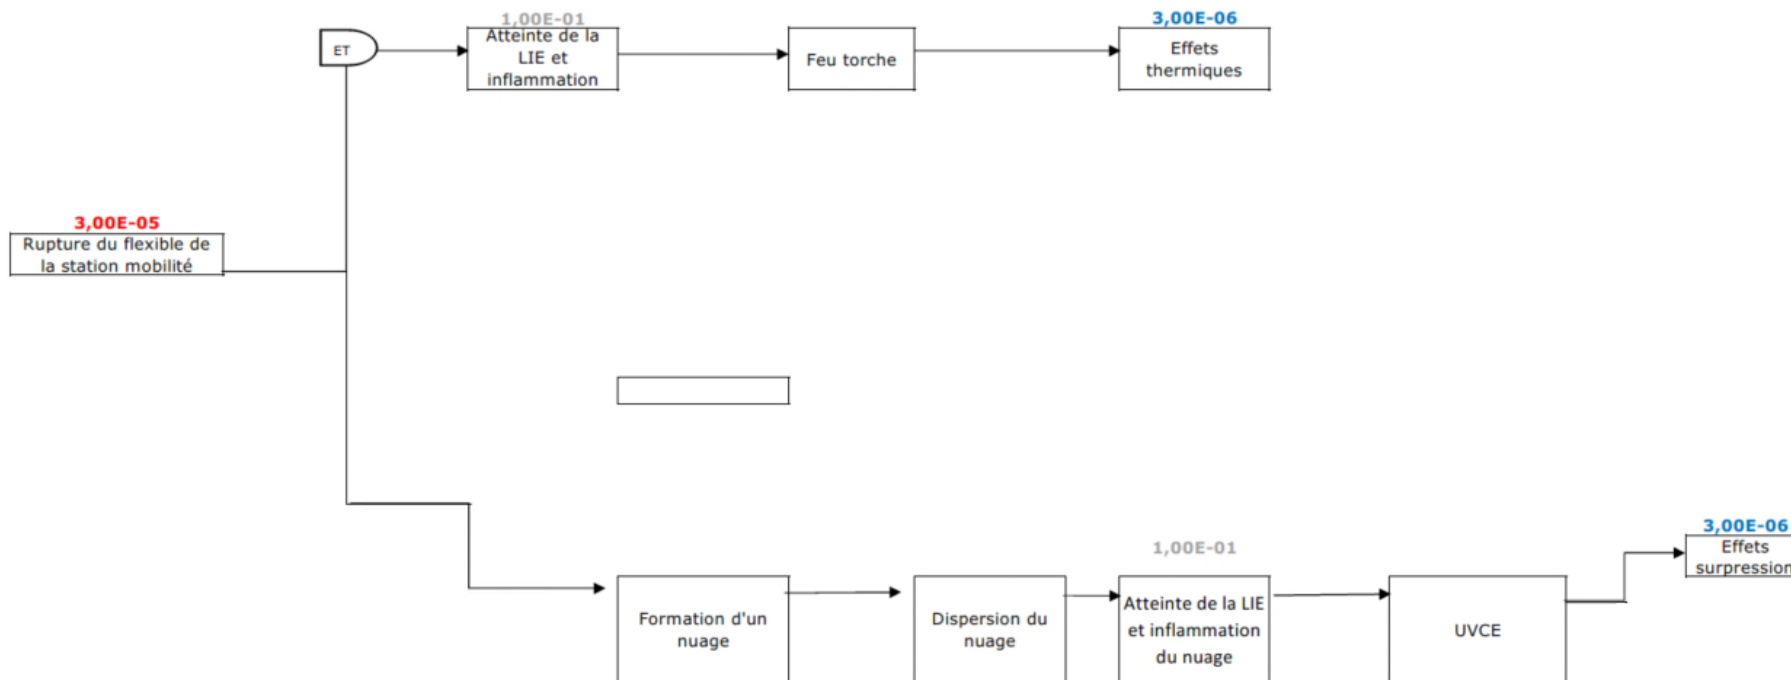 1,00E-01
Atteinte de la
LIE et
inflammation
ET
Feu torche
3,00E-06
Effets
thermiques
3,00E-05
Rupture du flexible de
la station mobilité
Formation d'un
nuage
Dispersion du
nuage
1,00E-01
Atteinte de la LIE
et inflammation
du nuage
UVCE
3,00E-06
Effets
surpression